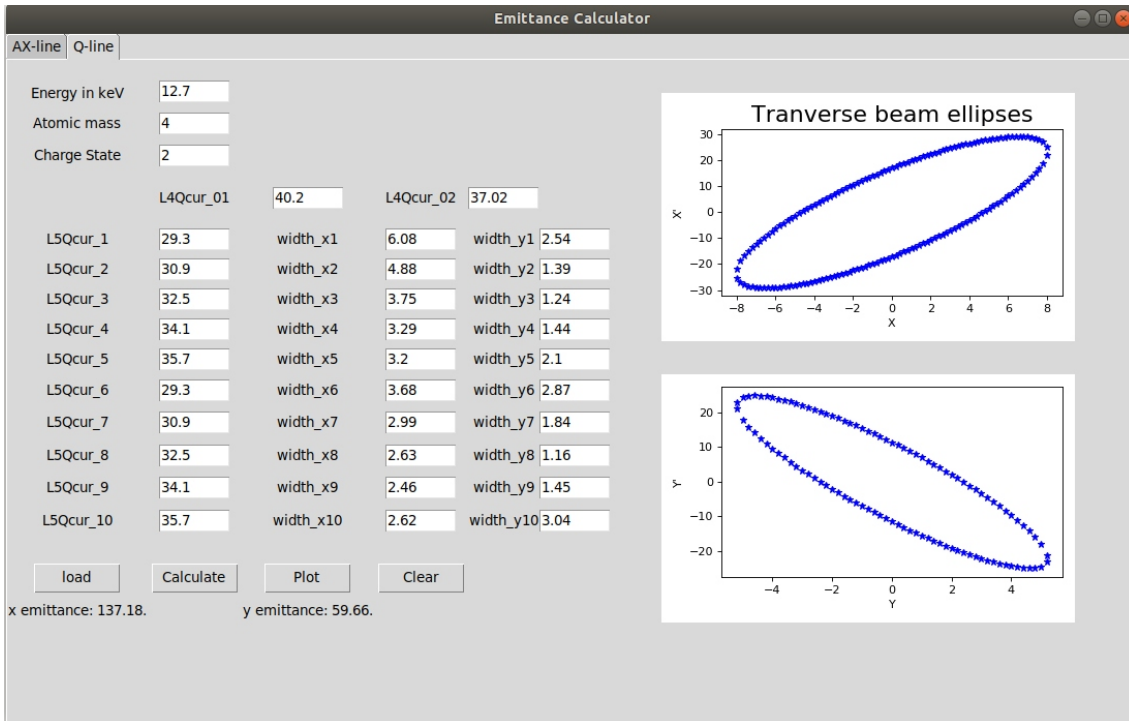 Emittance Calculator
AX-line Q-line
Energy in keV 12.7
Atomic mass 4
Charge State 2
L4Qcur_01 40.2 L4Qcur_02 37.02
L5Qcur_1 29.3 width_x1 6.08 width_y1 2.54
L5Qcur_2 30.9 width_x2 4.88 width_y2 1.39
L5Qcur_3 32.5 width_x3 3.75 width_y3 1.24
L5Qcur_4 34.1 width_x4 3.29 width_y4 1.44
L5Qcur_5 35.7 width_x5 3.2 width_y5 2.1
L5Qcur_6 29.3 width_x6 3.68 width_y6 2.87
L5Qcur_7 30.9 width_x7 2.99 width_y7 1.84
L5Qcur_8 32.5 width_x8 2.63 width_y8 1.16
L5Qcur_9 34.1 width_x9 2.46 width_y9 1.45
L5Qcur_10 35.7 width_x10 2.62 width_y10 3.04
load Calculate Plot Clear
x emittance: 137.18. y emittance: 59.66.
Tranverse beam ellipses
30
20
10
0
−10
−20
−30
X'
−8 −6 −4 −2 0 2 4 6 8
X
20
10
0
−10
−20
Y'
−4 −2 0 2 4
Y